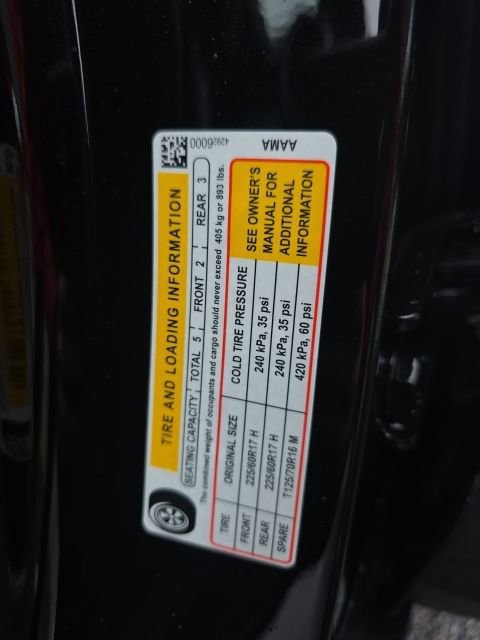 TIRE AND LOADING INFORMATION
SEATING CAPACITY TOTAL 5 FRONT 2 REAR 3
The combined weight of occupants and cargo should never exceed 405 kg or 893 lbs.
TIRE ORIGINAL SIZE COLD TIRE PRESSURE
FRONT 225/60R17 H 240 kPa, 35 psi
REAR 225/60R17 H 240 kPa, 35 psi
SPARE T125/70R16 M 420 kPa, 60 psi
SEE OWNER'S
MANUAL FOR
ADDITIONAL
INFORMATION
42926000
AAMA